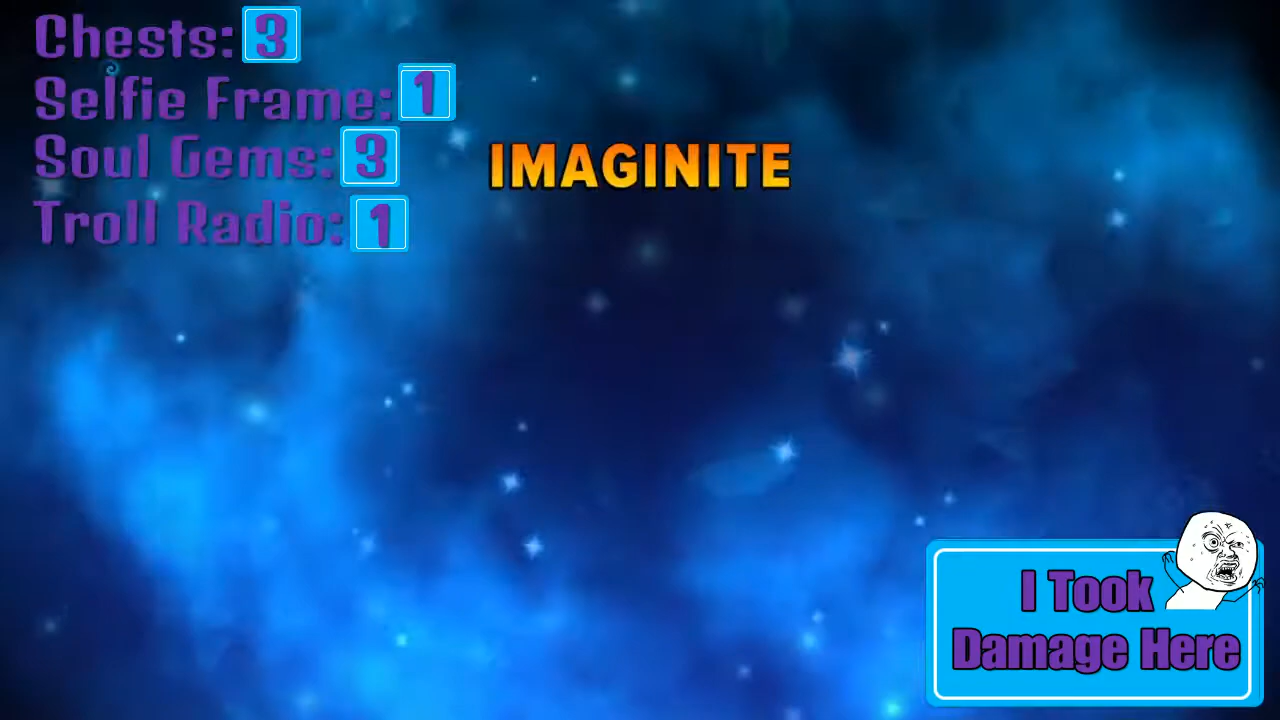 Chests: 3
Selfie Frame: 1
Soul Gems: 3
Troll Radio: 1
IMAGINITE
I Took
Damage Here